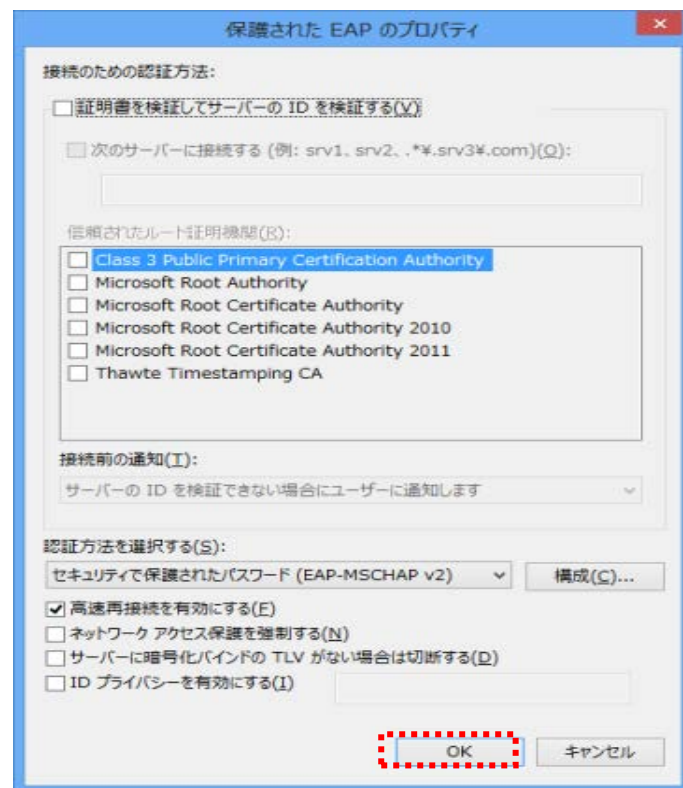 保護された EAP のプロパティ
接続のための認証方法:
証明書を検証してサーバーの ID を検証する(V)
次のサーバーに接続する (例: srv1、srv2、.*¥.srv3¥.com)(O):
信頼されたルート証明機関(R):
Class 3 Public Primary Certification Authority
Microsoft Root Authority
Microsoft Root Certificate Authority
Microsoft Root Certificate Authority 2010
Microsoft Root Certificate Authority 2011
Thawte Timestamping CA
接続前の通知(T):
サーバーの ID を検証できない場合にユーザーに通知します
認証方法を選択する(S):
セキュリティで保護されたパスワード (EAP-MSCHAP v2)
構成(C)...
高速再接続を有効にする(F)
ネットワーク アクセス保護を強制する(N)
サーバーに暗号化バインドの TLV がない場合は切断する(D)
ID プライバシーを有効にする(I)
OK
キャンセル